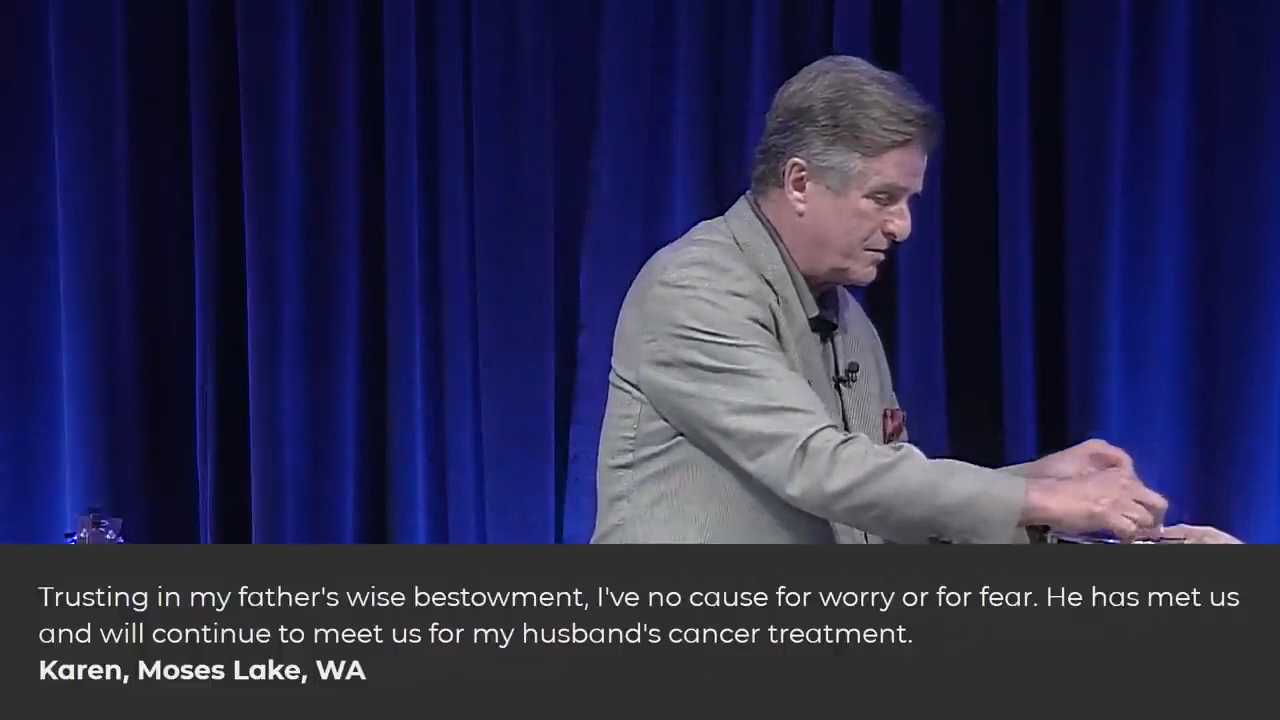 Trusting in my father's wise bestowment, I've no cause for worry or for fear. He has met us
and will continue to meet us for my husband's cancer treatment.
Karen, Moses Lake, WA